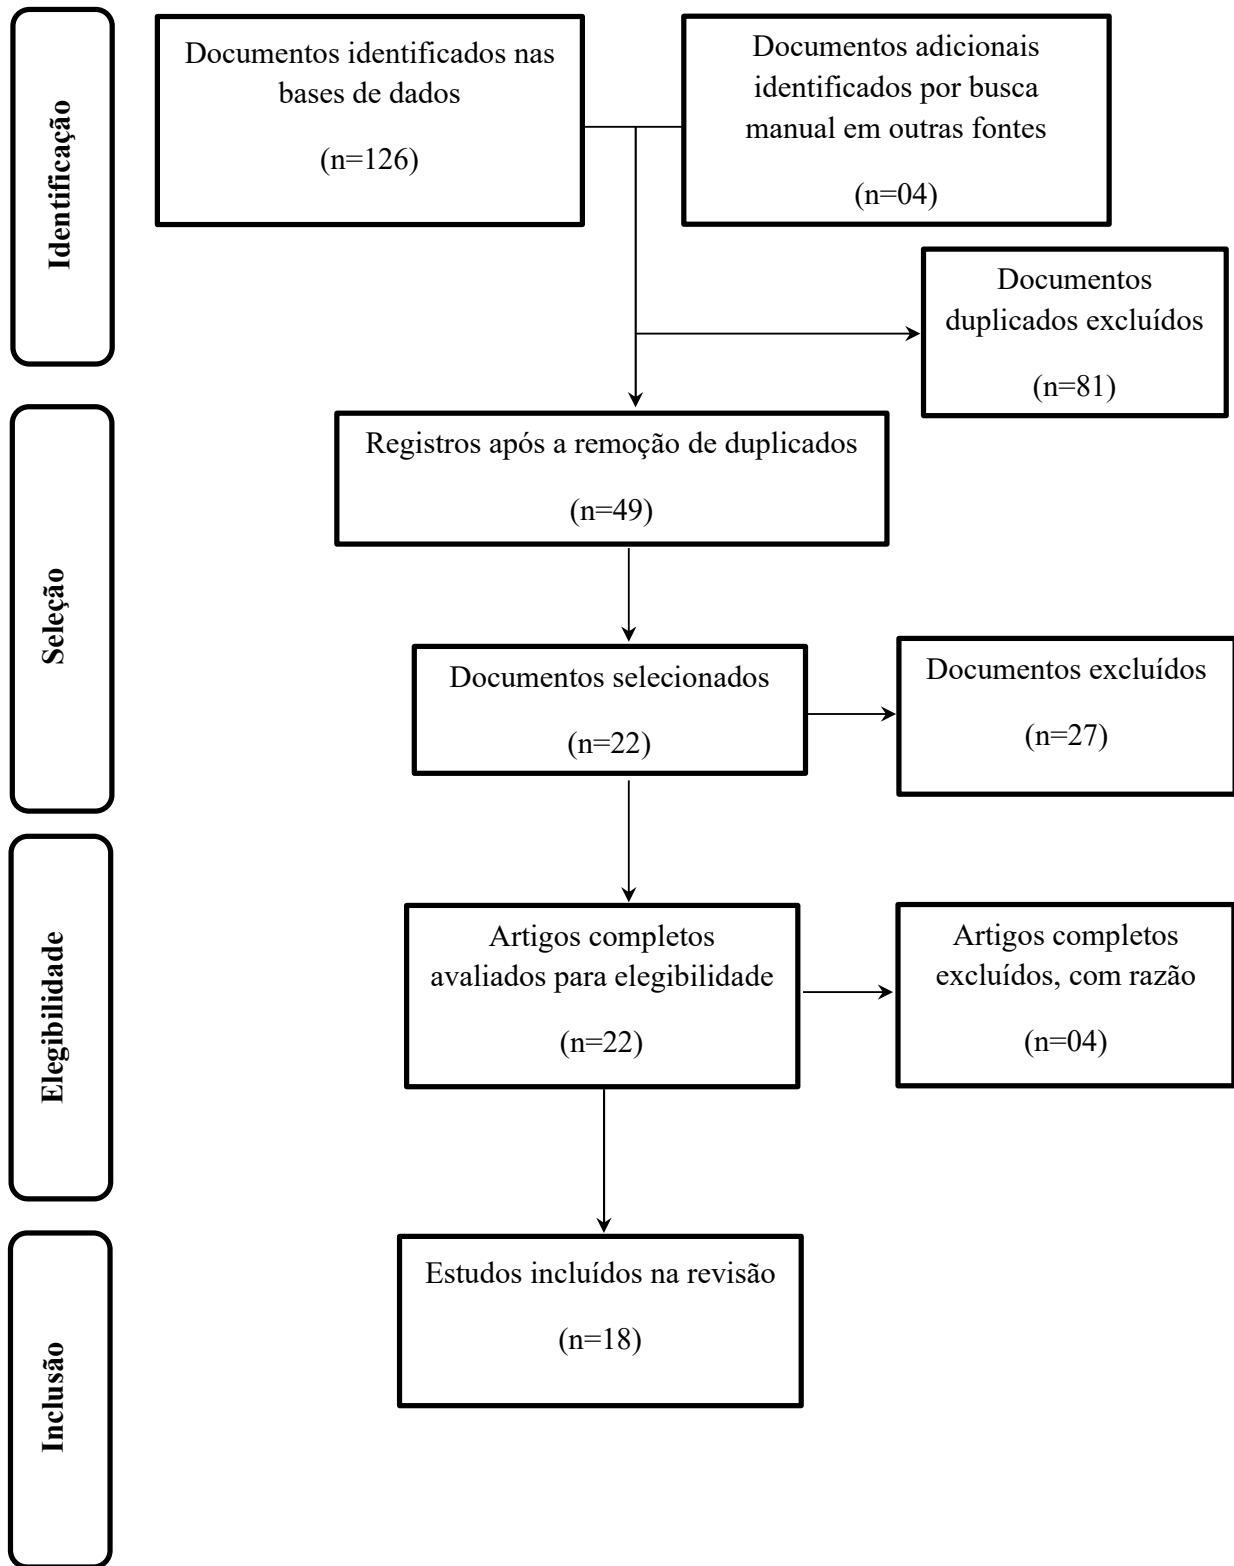 Identificação
Documentos identificados nas
bases de dados
(n=126)
Documentos adicionais
identificados por busca
manual em outras fontes
(n=04)
Documentos
duplicados excluídos
(n=81)
Seleção
Registros após a remoção de duplicados
(n=49)
Documentos selecionados
(n=22)
Documentos excluídos
(n=27)
Elegibilidade
Artigos completos
avaliados para elegibilidade
(n=22)
Artigos completos
excluídos, com razão
(n=04)
Inclusão
Estudos incluídos na revisão
(n=18)